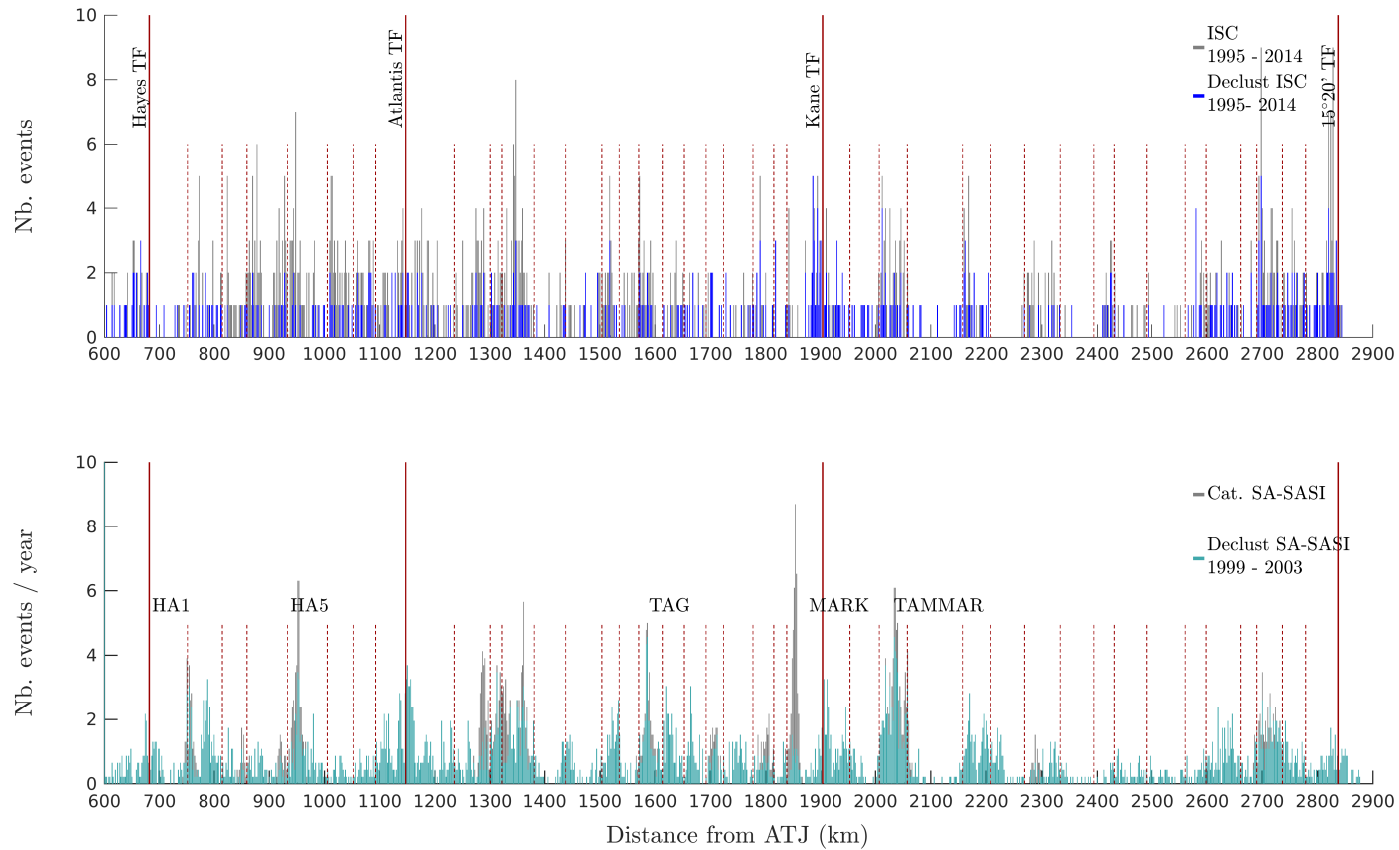 10
8
6
4
2
0
Nb. events
Hayes TF
Atlantis TF
Kane TF
15°20' TF
ISC
1995 - 2014
Declust ISC
1995- 2014
600 700 800 900 1000 1100 1200 1300 1400 1500 1600 1700 1800 1900 2000 2100 2200 2300 2400 2500 2600 2700 2800 2900
10
8
6
4
2
0
Nb. events / year
Cat. SA-SASI
Declust SA-SASI
1999 - 2003
HA1 HA5 TAG MARK TAMMAR
600 700 800 900 1000 1100 1200 1300 1400 1500 1600 1700 1800 1900 2000 2100 2200 2300 2400 2500 2600 2700 2800 2900
Distance from ATJ (km)